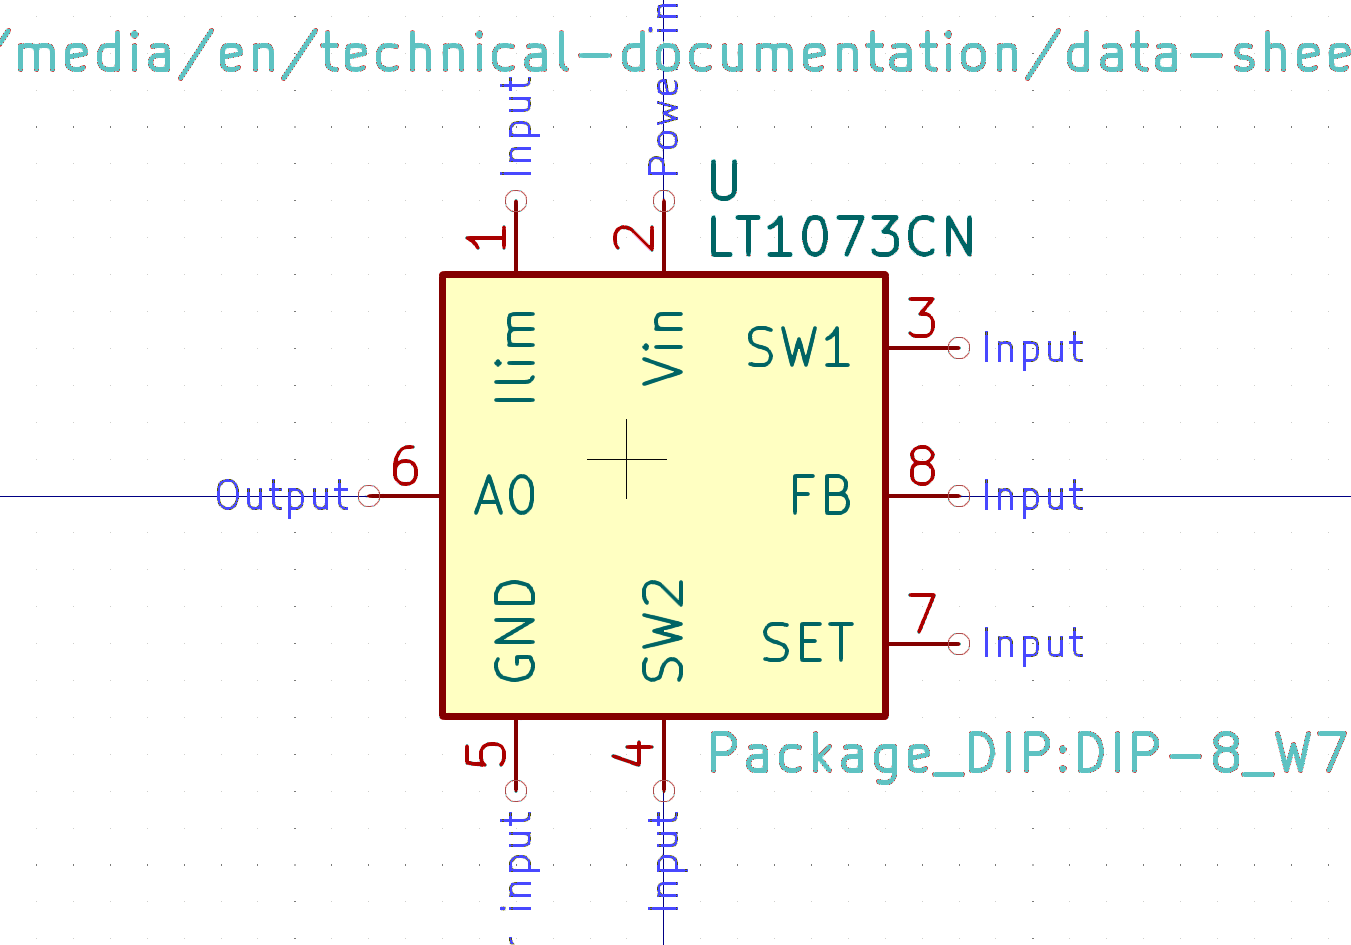 /media/en/technical-documentation/data-shee
Input
Power in
U
LT1073CN
1
2
3
Input
Ilim
Vin
SW1
Output
6
A0
FB
8
Input
GND
SW2
SET
7
Input
5
4
Package_DIP:DIP-8_W7
input
Input